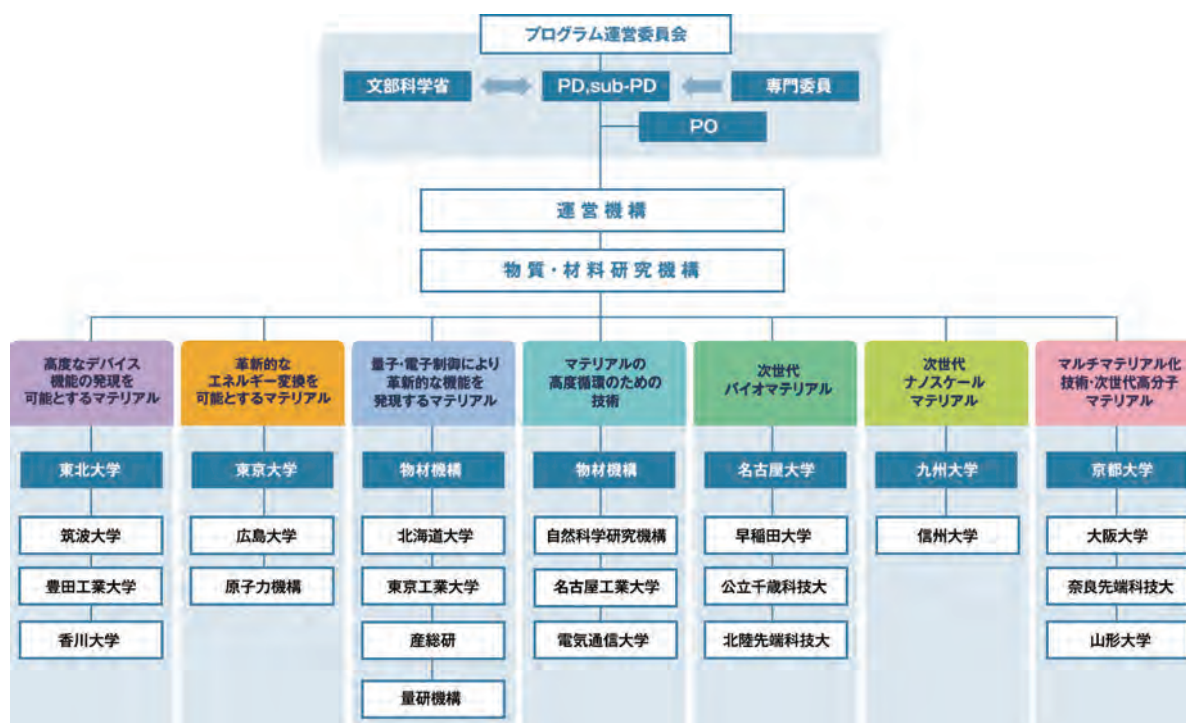 プログラム運営委員会
文部科学省
PD,sub-PD
専門委員
PO
運営機構
物質・材料研究機構
高度なデバイス
機能の発現を
可能とするマテリアル
東北大学
筑波大学
豊田工業大学
香川大学
革新的な
エネルギー変換を
可能とするマテリアル
東京大学
広島大学
原子力機構
量子・電子制御により
革新的な機能を
発現するマテリアル
物材機構
北海道大学
東京工業大学
産総研
量研機構
マテリアルの
高度循環のための
技術
物材機構
自然科学研究機構
名古屋工業大学
電気通信大学
次世代
バイオマテリアル
名古屋大学
早稲田大学
公立千歳科技大
北陸先端科技大
次世代
ナノスケール
マテリアル
九州大学
信州大学
マルチマテリアル化
技術・次世代高分子
マテリアル
京都大学
大阪大学
奈良先端科技大
山形大学